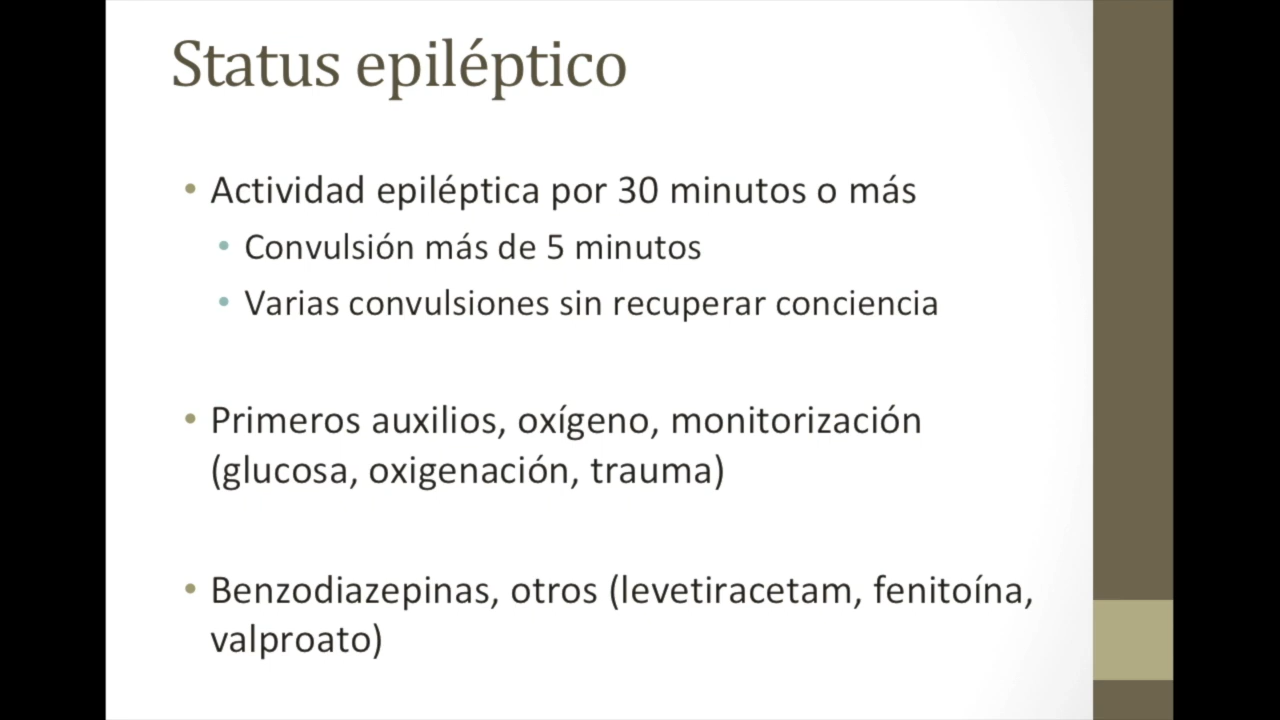 Status epiléptico
• Actividad epiléptica por 30 minutos o más
• Convulsión más de 5 minutos
• Varias convulsiones sin recuperar conciencia
• Primeros auxilios, oxígeno, monitorización
(glucosa, oxigenación, trauma)
• Benzodiazepinas, otros (levetiracetam, fenitoína,
valproato)